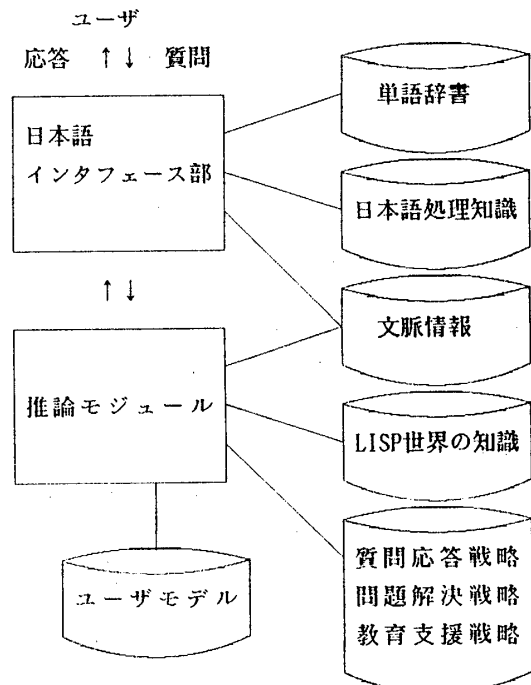 ユーザ
応答 ↑↓ 質問
日本語
インタフェース部
↑↓
推論モジュール
ユーザモデル
単語辞書
日本語処理知識
文脈情報
LISP世界の知識
質問応答戦略
問題解決戦略
教育支援戦略